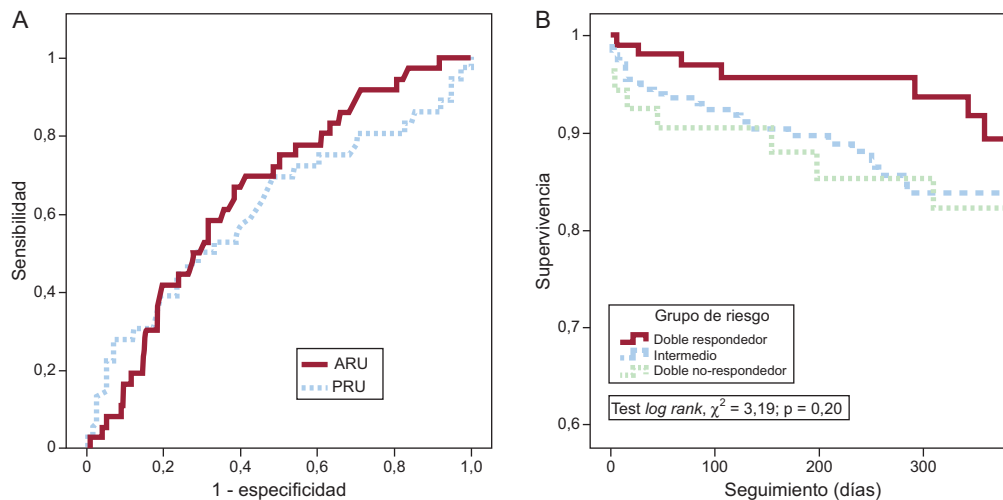 A
Sensibilidad
1
0,8
0,6
0,4
0,2
0
0
0,2
0,4
0,6
0,8
1,0
1 - especificidad
ARU
PRU
B
Supervivencia
1
0,9
0,8
0,7
0,6
0
100
200
300
Seguimiento (días)
Grupo de riesgo
Doble respondedor
Intermedio
Doble no-respondedor
Test log rank, χ² = 3,19; p = 0,20